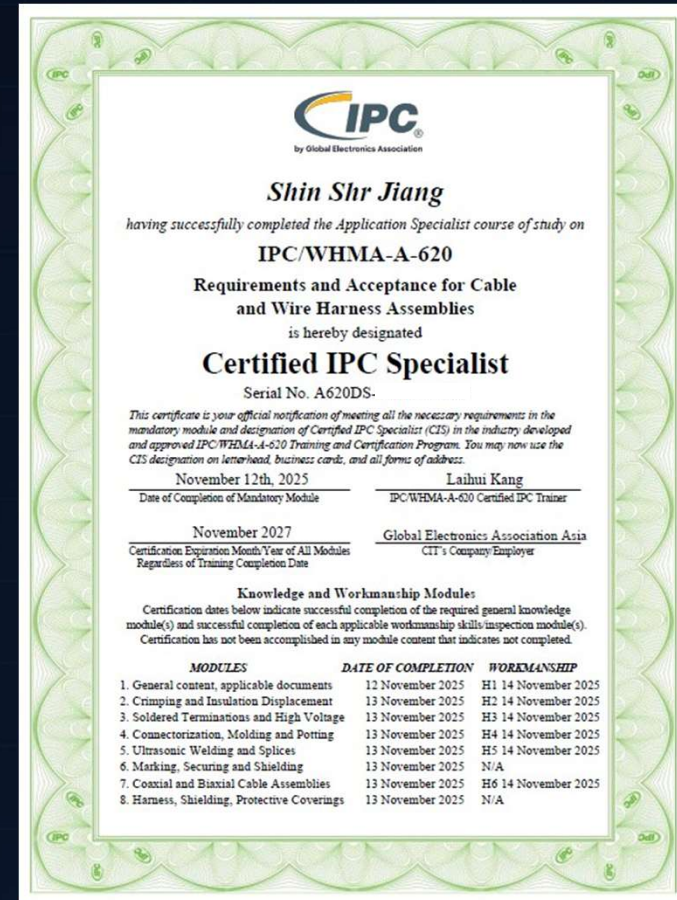 IPC
IPC
IPC
IPC
IPC®
by Global Electronics Association
Shin Shr Jiang
having successfully completed the Application Specialist course of study on
IPC/WHMA-A-620
Requirements and Acceptance for Cable
and Wire Harness Assemblies
is hereby designated
Certified IPC Specialist
Serial No. A620DS-
This certificate is your official notification of meeting all the necessary requirements in the
mandatory module and designation of Certified IPC Specialist (CIS) in the industry developed
and approved IPC/WHMA-A-620 Training and Certification Program. You may now use the
CIS designation on letterhead, business cards, and all forms of address.
November 12th, 2025 Laihui Kang
Date of Completion of Mandatory Module IPC/WHMA-A-620 Certified IPC Trainer
November 2027 Global Electronics Association Asia
Certification Expiration Month/Year of All Modules CIT's Company/Employer
Regardless of Training Completion Date
Knowledge and Workmanship Modules
Certification dates below indicate successful completion of the required general knowledge
module(s) and successful completion of each applicable workmanship skills/inspection module(s).
Certification has not been accomplished in any module content that indicates not completed.
MODULES DATE OF COMPLETION WORKMANSHIP
1. General content, applicable documents 12 November 2025 H1 14 November 2025
2. Crimping and Insulation Displacement 13 November 2025 H2 14 November 2025
3. Soldered Terminations and High Voltage 13 November 2025 H3 14 November 2025
4. Connectorization, Molding and Potting 13 November 2025 H4 14 November 2025
5. Ultrasonic Welding and Splices 13 November 2025 H5 14 November 2025
6. Marking, Securing and Shielding 13 November 2025 N/A
7. Coaxial and Biaxial Cable Assemblies 13 November 2025 H6 14 November 2025
8. Harness, Shielding, Protective Coverings 13 November 2025 N/A
IPC
IPC
IPC
IPC